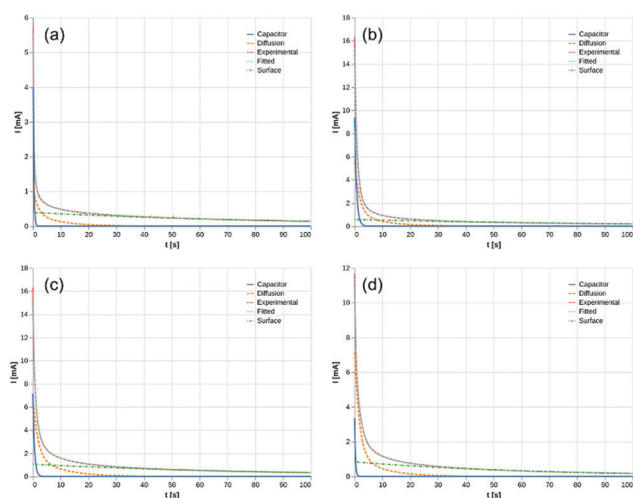 (a)
Capacitor
Diffusion
Experimental
Fitted
Surface
6
5
4
3
2
1
0
I [mA]
0 10 20 30 40 50 60 70 80 90 100
t [s]
(b)
Capacitor
Diffusion
Experimental
Fitted
Surface
18
16
14
12
10
8
6
4
2
0
I [mA]
0 10 20 30 40 50 60 70 80 90 100
t [s]
(c)
Capacitor
Diffusion
Experimental
Fitted
Surface
18
16
14
12
10
8
6
4
2
0
I [mA]
0 10 20 30 40 50 60 70 80 90 100
t [s]
(d)
Capacitor
Diffusion
Experimental
Fitted
Surface
12
10
8
6
4
2
0
I [mA]
0 10 20 30 40 50 60 70 80 90 100
t [s]